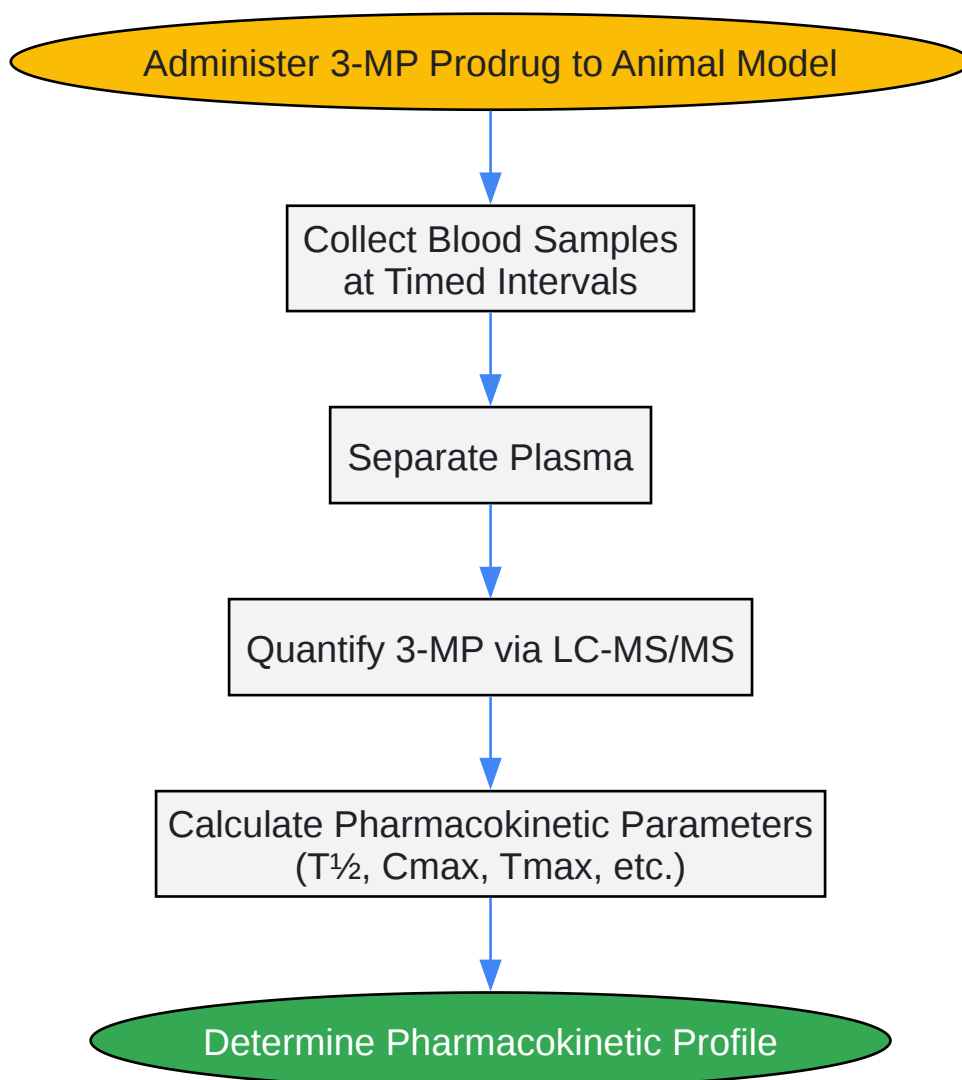 Administer 3-MP Prodrug to Animal Model
Collect Blood Samples
at Timed Intervals
Separate Plasma
Quantify 3-MP via LC-MS/MS
Calculate Pharmacokinetic Parameters
(T½, Cmax, Tmax, etc.)
Determine Pharmacokinetic Profile